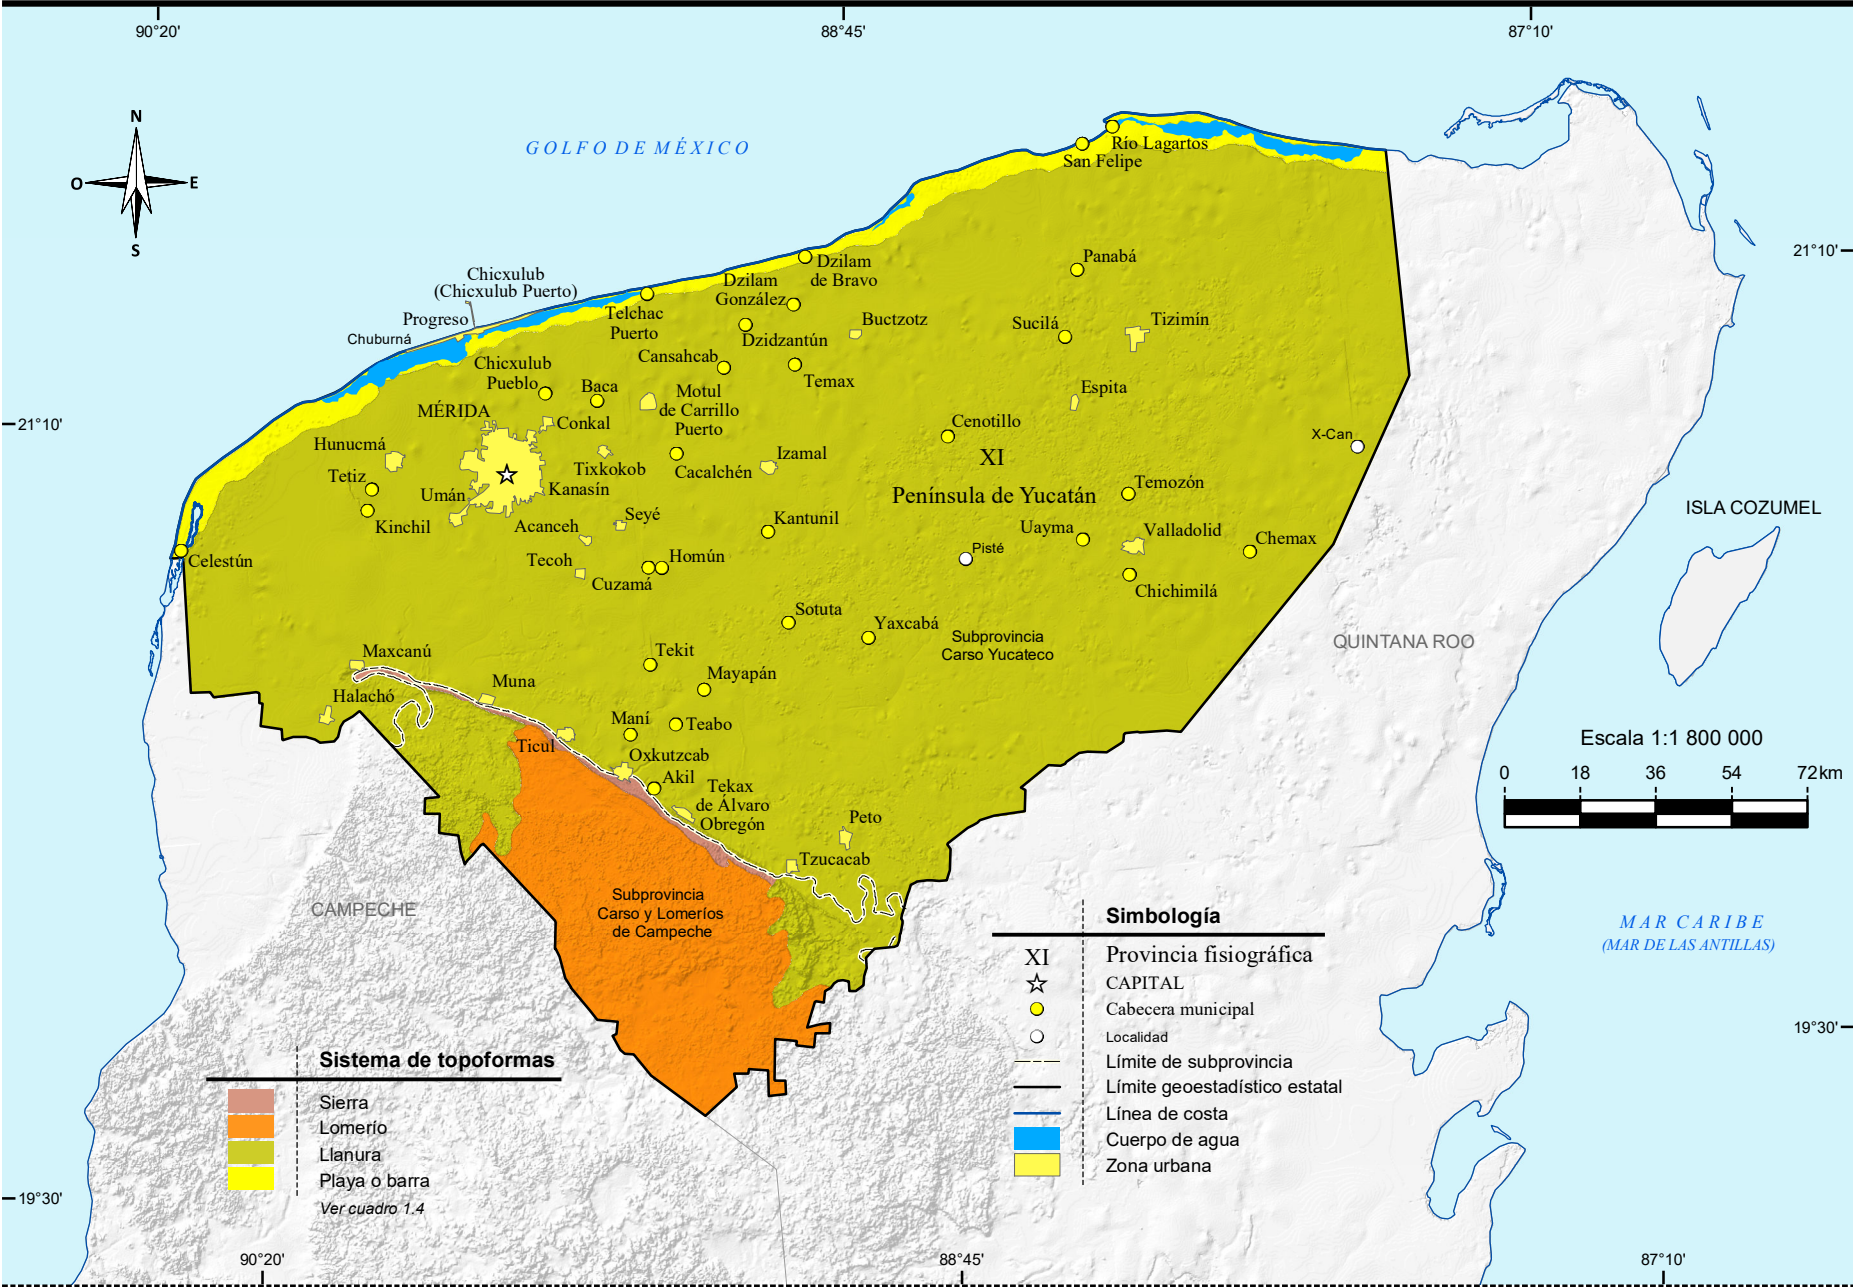 90°20'
88°45'
87°10'
N
O
E
S
GOLFO DE MÉXICO
Río Lagartos
San Felipe
21°10'
Panabá
Dzilam
de Bravo
Dzilam
González
Chicxulub
(Chicxulub Puerto)
Progreso
Chuburná
Telchac
Puerto
Buctzotz
Sucilá
Tizimín
Dzidzantún
Cansahcab
Temax
Chicxulub
Pueblo
Baca
Motul
de Carrillo
Puerto
Espita
MÉRIDA
Conkal
Cenotillo
21°10'
X-Can
Hunucmá
Izamal
XI
Tixkokob
Cacalchén
Tetiz
Umán
Kanasín
Península de Yucatán
Temozón
ISLA COZUMEL
Kinchil
Acanceh
Seyé
Kantunil
Uayma
Valladolid
Chemax
Pisté
Celestún
Tecoh
Homún
Cuzamá
Chichimilá
Sotuta
Yaxcabá
Subprovincia
Carso Yucateco
QUINTANA ROO
Maxcanú
Tekit
Mayapán
Muna
Halachó
Maní
Teabo
Ticul
Oxkutzcab
Akil
Tekax
de Álvaro
Obregón
Peto
Tzucacab
Escala 1:1 800 000
0 18 36 54 72 km
Subprovincia
Carso y Lomeríos
de Campeche
CAMPECHE
MAR CARIBE
(MAR DE LAS ANTILLAS)
Simbología
XI Provincia fisiográfica
CAPITAL
Cabecera municipal
Localidad
Límite de subprovincia
Límite geoestadístico estatal
Línea de costa
Cuerpo de agua
Zona urbana
19°30'
Sistema de topoformas
Sierra
Lomerío
Llanura
Playa o barra
Ver cuadro 1.4
19°30'
90°20'
88°45'
87°10'